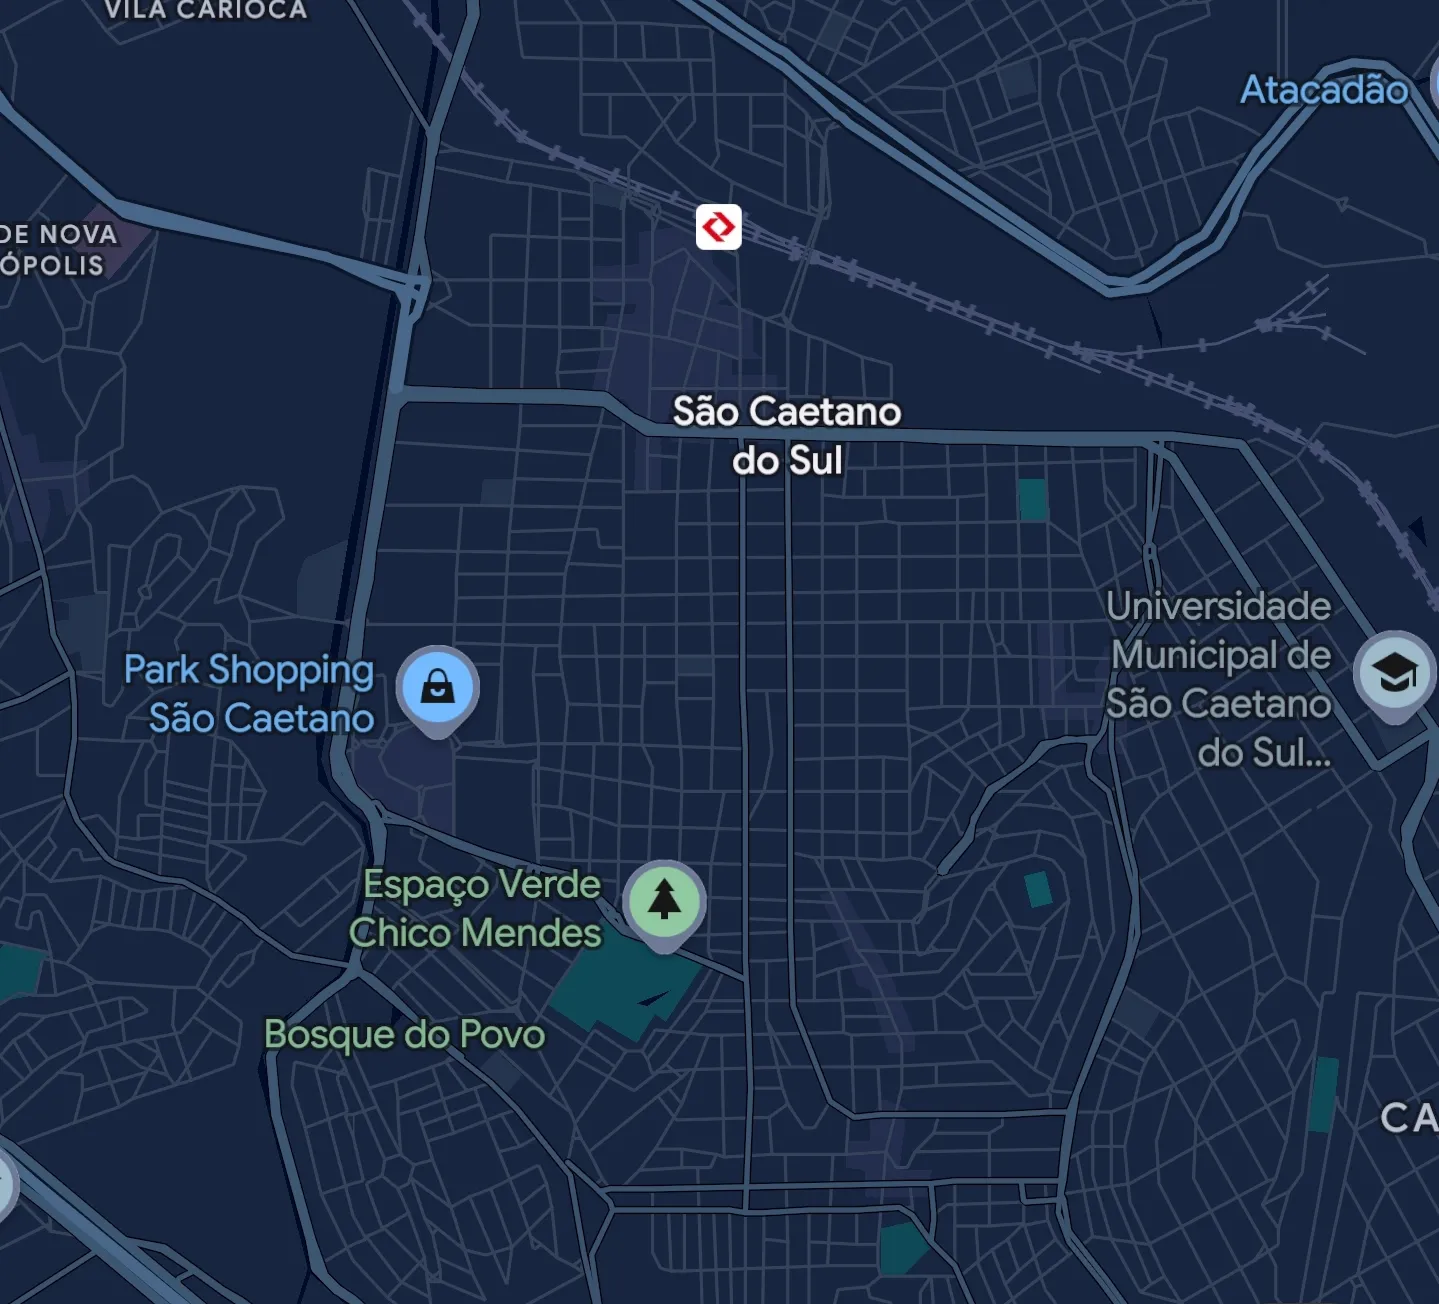 VILA CARIOCA
Atacadão
DE NOVA
ÓPOLIS
São Caetano
do Sul
Universidade
Municipal de
São Caetano
do Sul...
Park Shopping
São Caetano
Espaço Verde
Chico Mendes
Bosque do Povo
CA